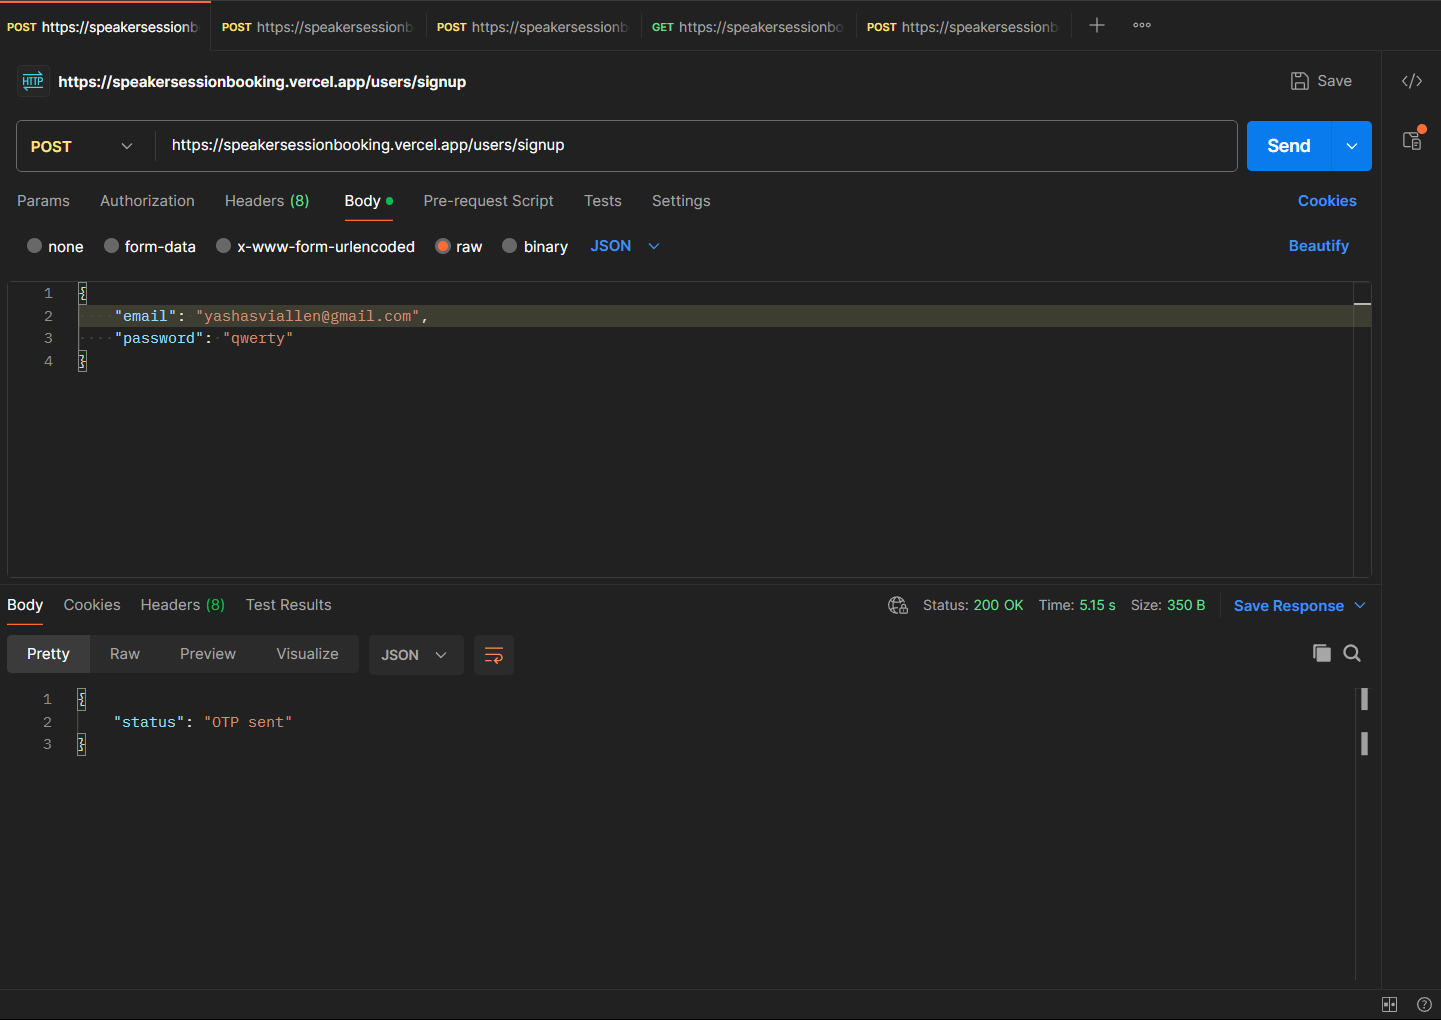 POST https://speakersessionb POST https://speakersessionb POST https://speakersessionb GET https://speakersessionbo POST https://speakersessionb
HTTP https://speakersessionbooking.vercel.app/users/signup Save
POST https://speakersessionbooking.vercel.app/users/signup Send
Params Authorization Headers (8) Body Pre-request Script Tests Settings Cookies
none form-data x-www-form-urlencoded raw binary JSON Beautify
1 {
2 "email": "yashasviallen@gmail.com",
3 "password": "qwerty"
4 }
Body Cookies Headers (8) Test Results Status: 200 OK Time: 5.15 s Size: 350 B Save Response
Pretty Raw Preview Visualize JSON
1 {
2 "status": "OTP sent"
3 }